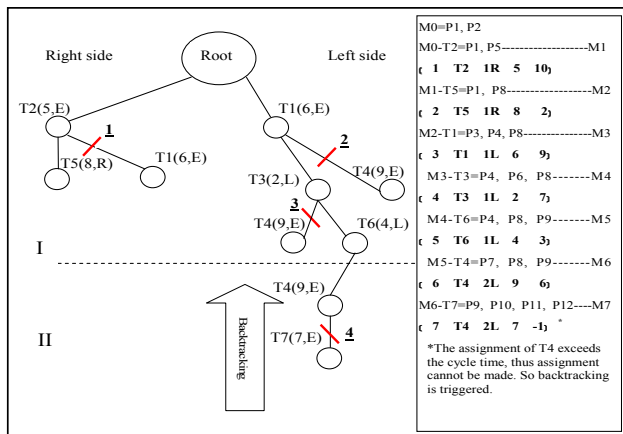 Right side
Root
Left side
T2(5,E)
T1(6,E)
1
2
T5(8,R)
T1(6,E)
T3(2,L)
T4(9,E)
3
T4(9,E)
T6(4,L)
I
T4(9,E)
II
Backtracking
T7(7,E)
4
M0=P1, P2
M0-T2=P1, P5-------------------M1
[ 1 T2 1R 5 10]
M1-T5=P1, P8-------------------M2
[ 2 T5 1R 8 2]
M2-T1=P3, P4, P8--------------M3
[ 3 T1 1L 6 9]
M3-T3=P4, P6, P8------M4
[ 4 T3 1L 2 7]
M4-T6=P4, P8, P9-----M5
[ 5 T6 1L 4 3]
M5-T4=P7, P8, P9-------M6
[ 6 T4 2L 9 6]
M6-T7=P9, P10, P11, P12----M7
[ 7 T4 2L 7 -1] *
*The assignment of T4 exceeds
the cycle time, thus assignment
cannot be made. So backtracking
is triggered.